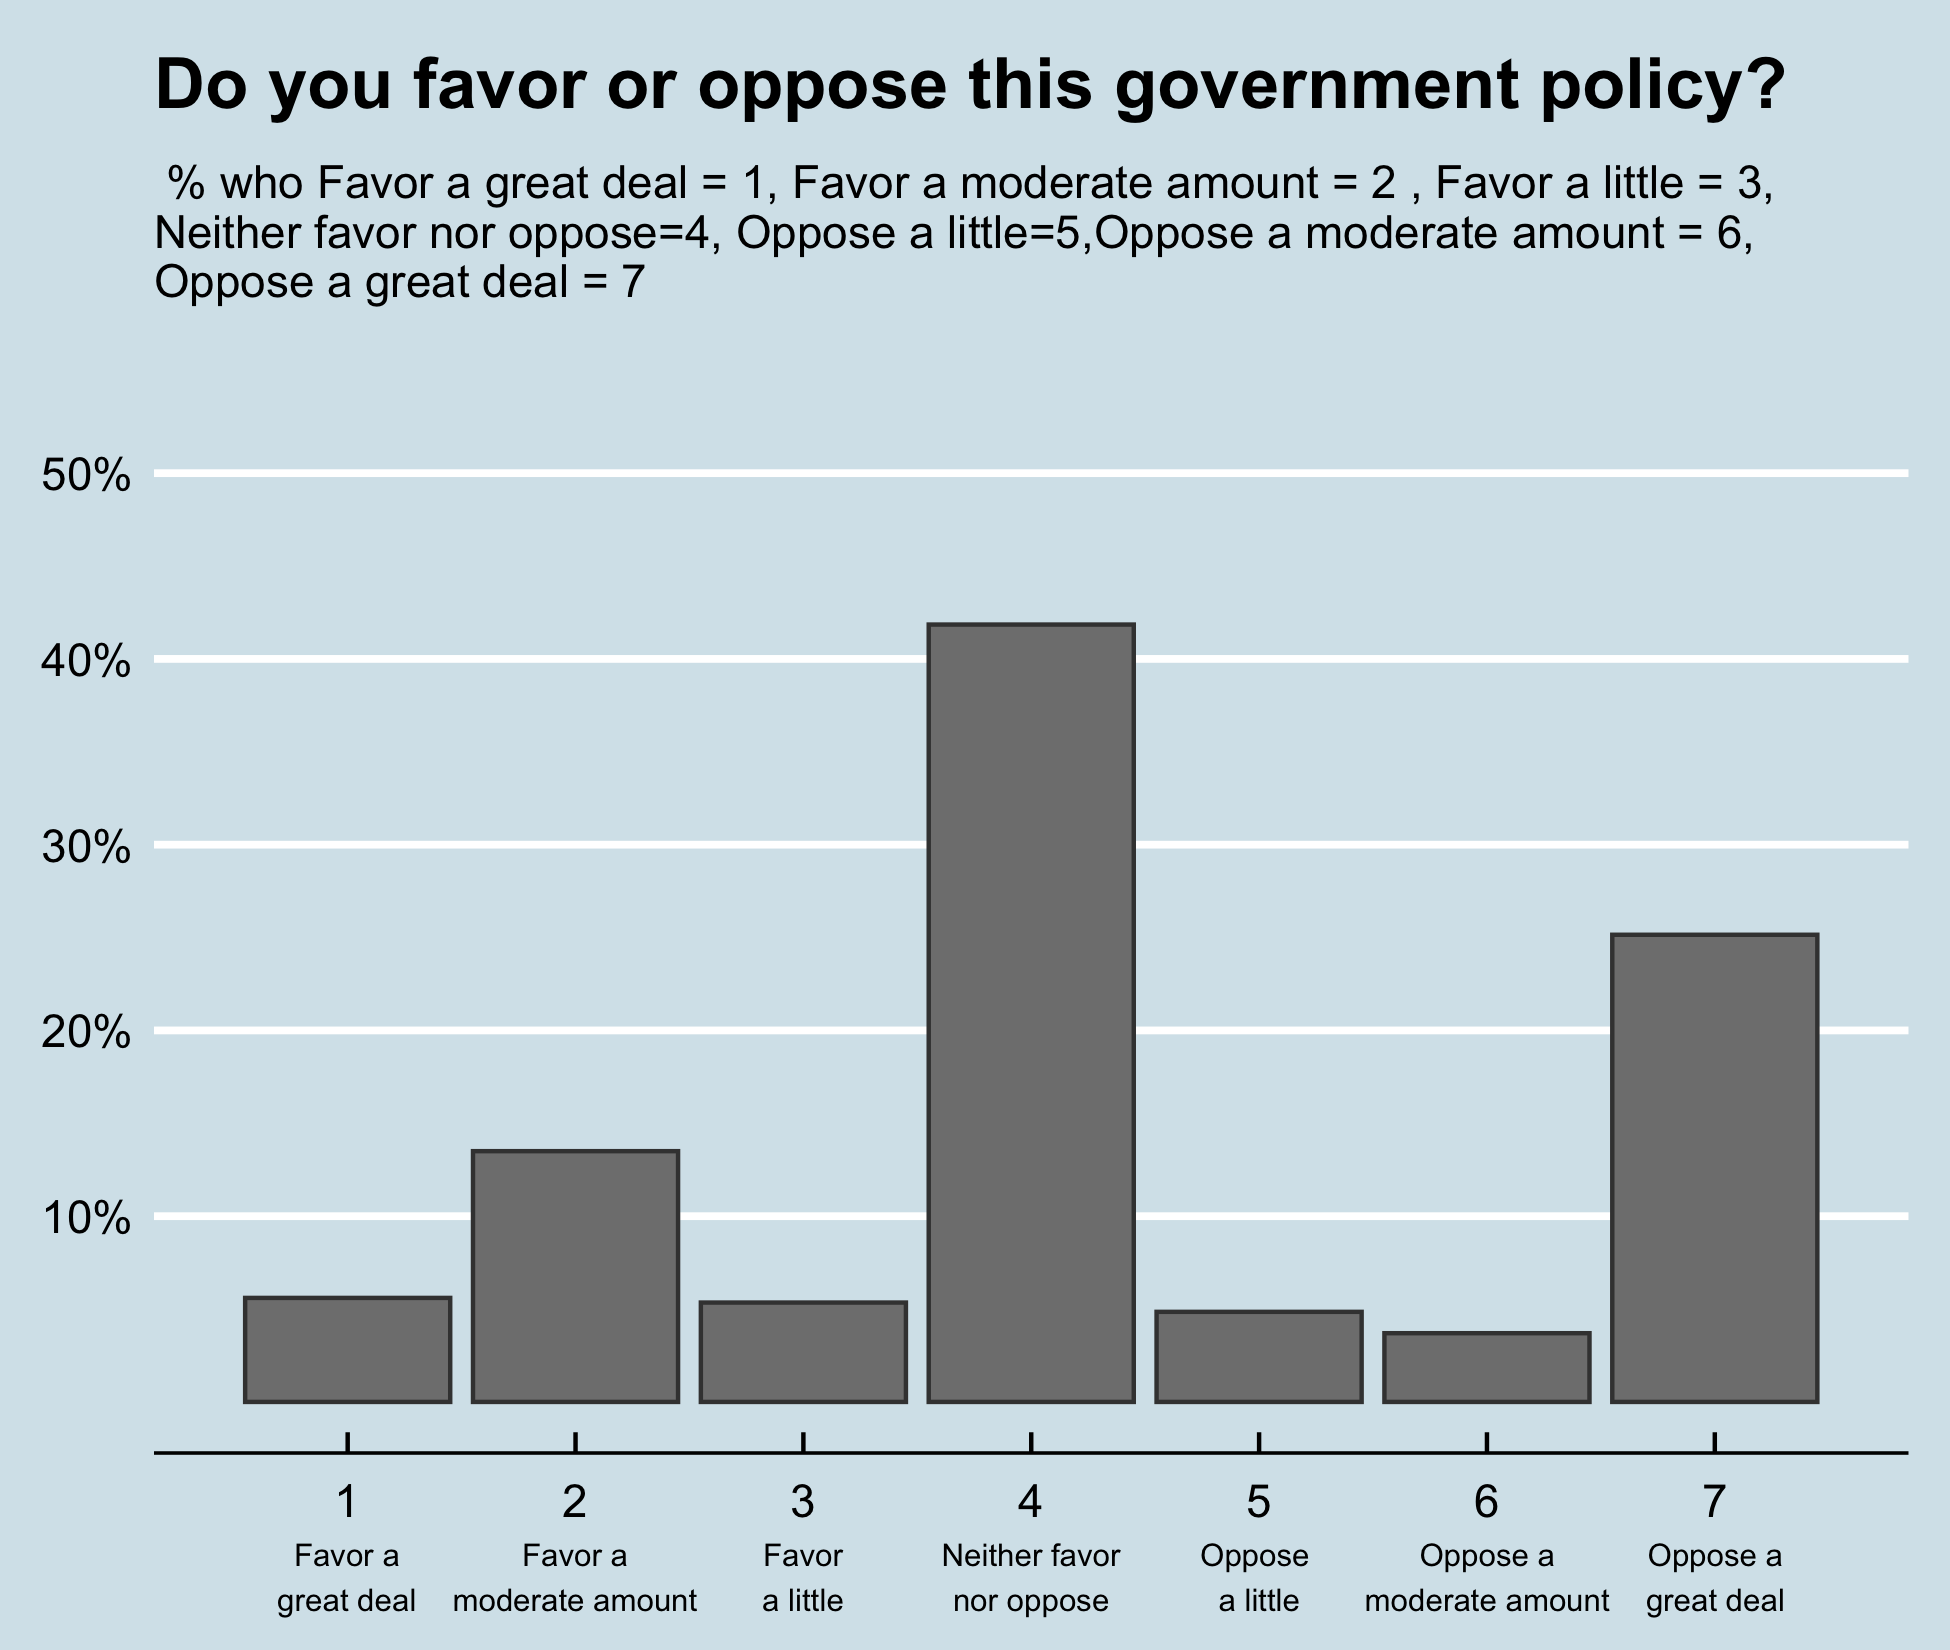 Do you favor or oppose this government policy?
% who Favor a great deal = 1, Favor a moderate amount = 2 , Favor a little = 3,
Neither favor nor oppose=4, Oppose a little=5,Oppose a moderate amount = 6,
Oppose a great deal = 7
50%
40%
30%
20%
10%
1 2 3 4 5 6 7
Favor a Favor a Favor Neither favor Oppose Oppose a Oppose a
great deal moderate amount a little nor oppose a little moderate amount great deal